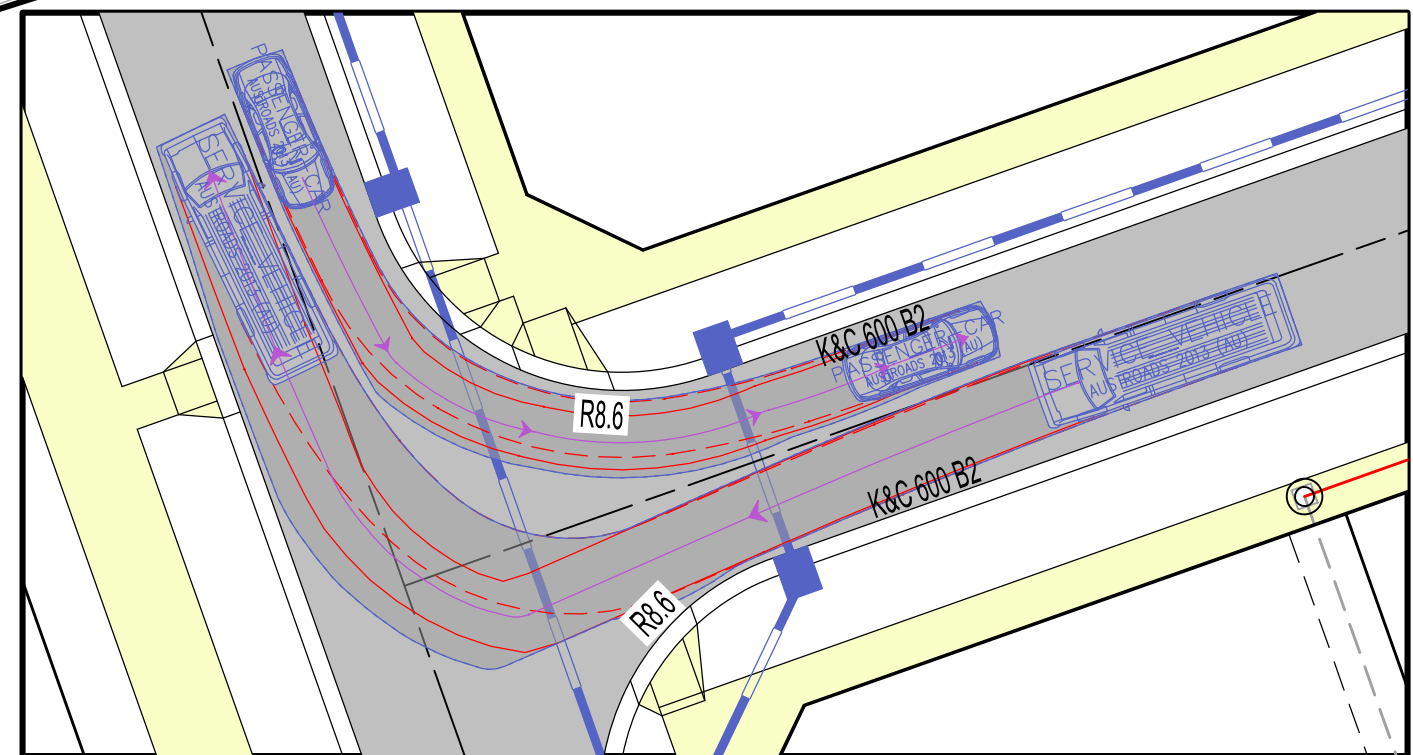 PASSENGER CAR
AUSTROADS 2013 (AU)
SERVICE VEHICLE
AUSTROADS 2013 (AU)
K&C 600 B2
PASSENGER CAR
AUSTROADS 2013 (AU)
SERVICE VEHICLE
AUSTROADS 2013 (AU)
R8.6
K&C 600 B2
R8.6